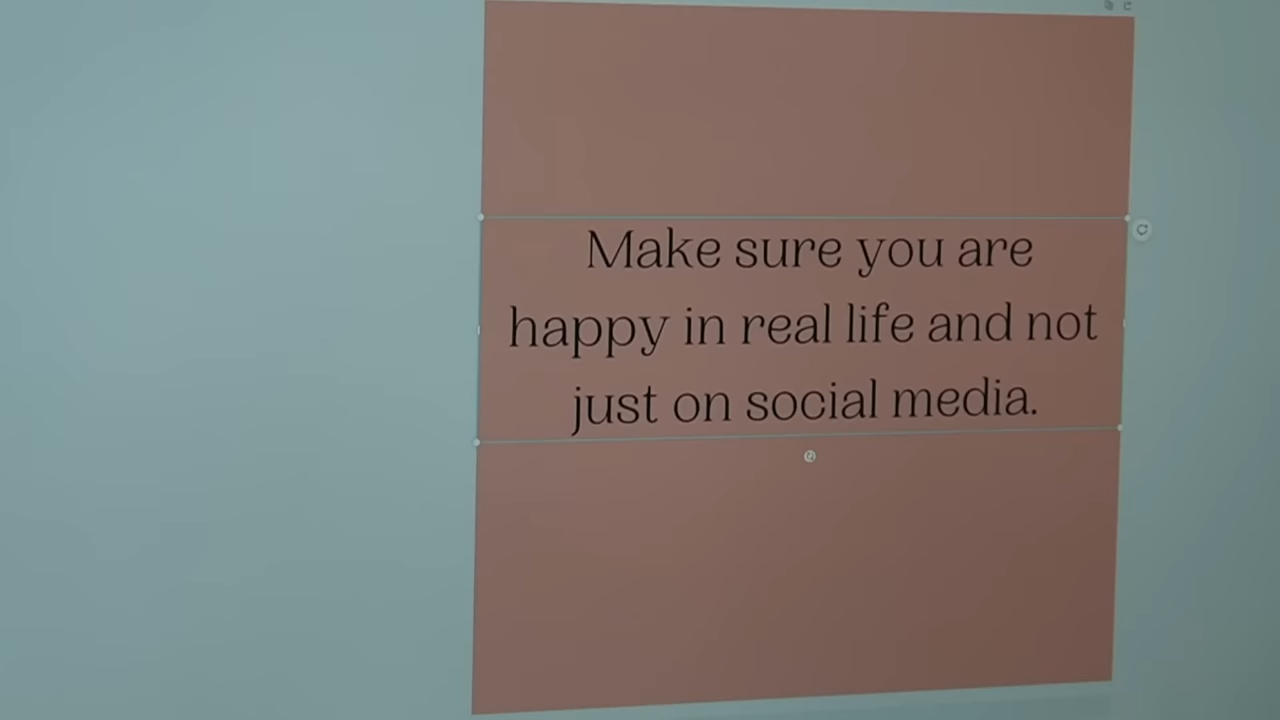 Make sure you are
happy in real life and not
just on social media.